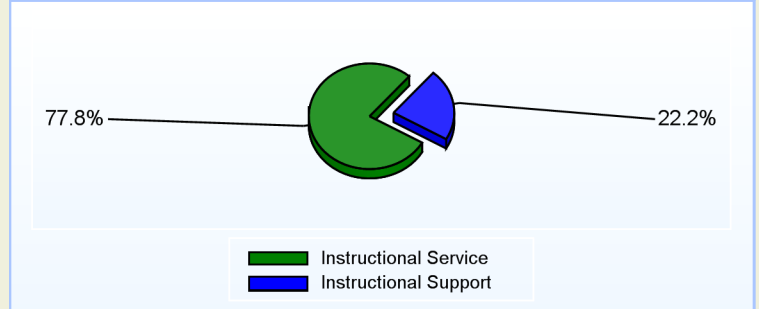 77.8%
22.2%
Instructional Service
Instructional Support